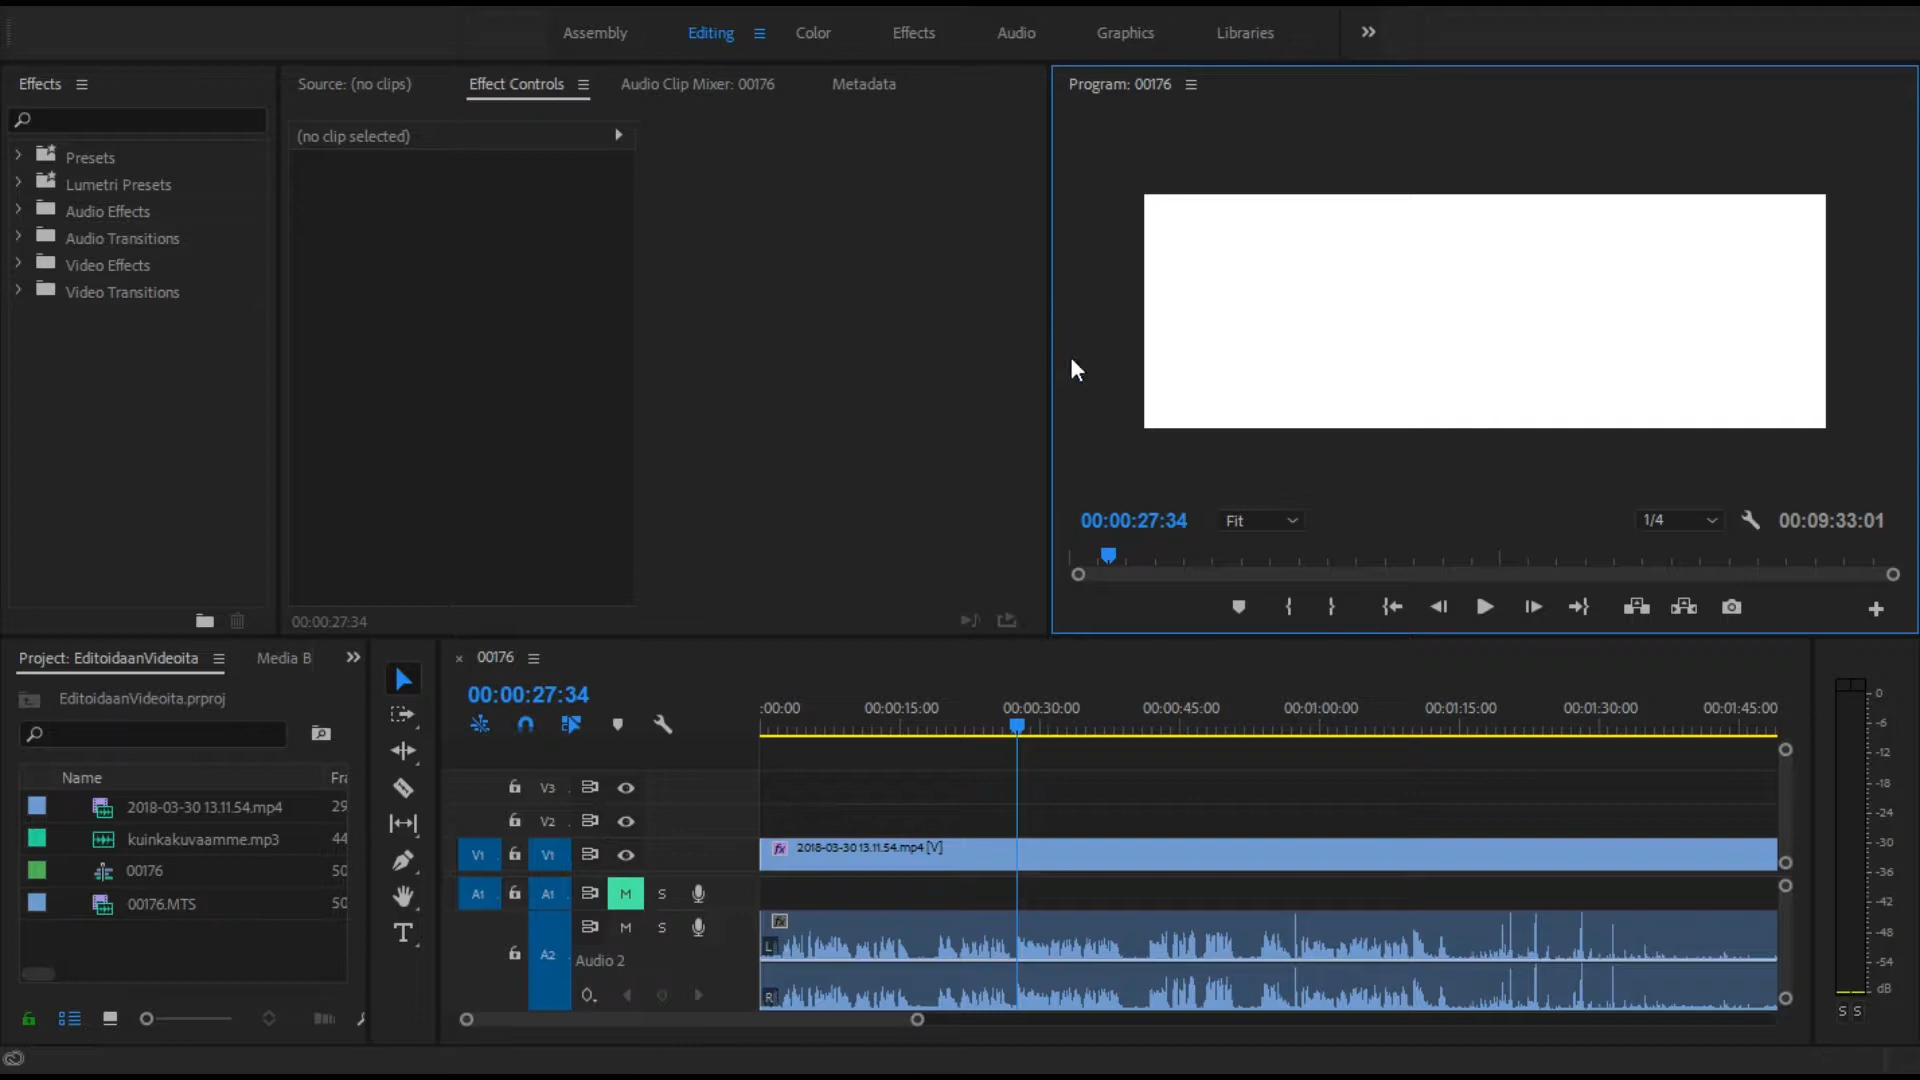 Assembly
Editing
Color
Effects
Audio
Graphics
Libraries
Effects
Source: (no clips)
Effect Controls
Audio Clip Mixer: 00176
Metadata
Program: 00176
(no clip selected)
Presets
Lumetri Presets
Audio Effects
Audio Transitions
Video Effects
Video Transitions
00:00:27:34
Fit
1/4
00:09:33:01
00:00:27:34
Project: EditoidaanVideoita
Media B
EditoidaanVideoita.prproj
Name
Fra
2018-03-30 13.11.54.mp4
29
kuinkakuvaamme.mp3
44
00176
50
00176.MTS
50
00176
00:00:27:34
:00:00
00:00:15:00
00:00:30:00
00:00:45:00
00:01:00:00
00:01:15:00
00:01:30:00
00:01:45:00
V3
V2
V1
V1
fx 2018-03-30 13.11.54.mp4 [V]
A1
A1
M
S
M
S
fx
A2
Audio 2
L
R
0
-6
-12
-18
-24
-30
-36
-42
-48
-54
dB
S S